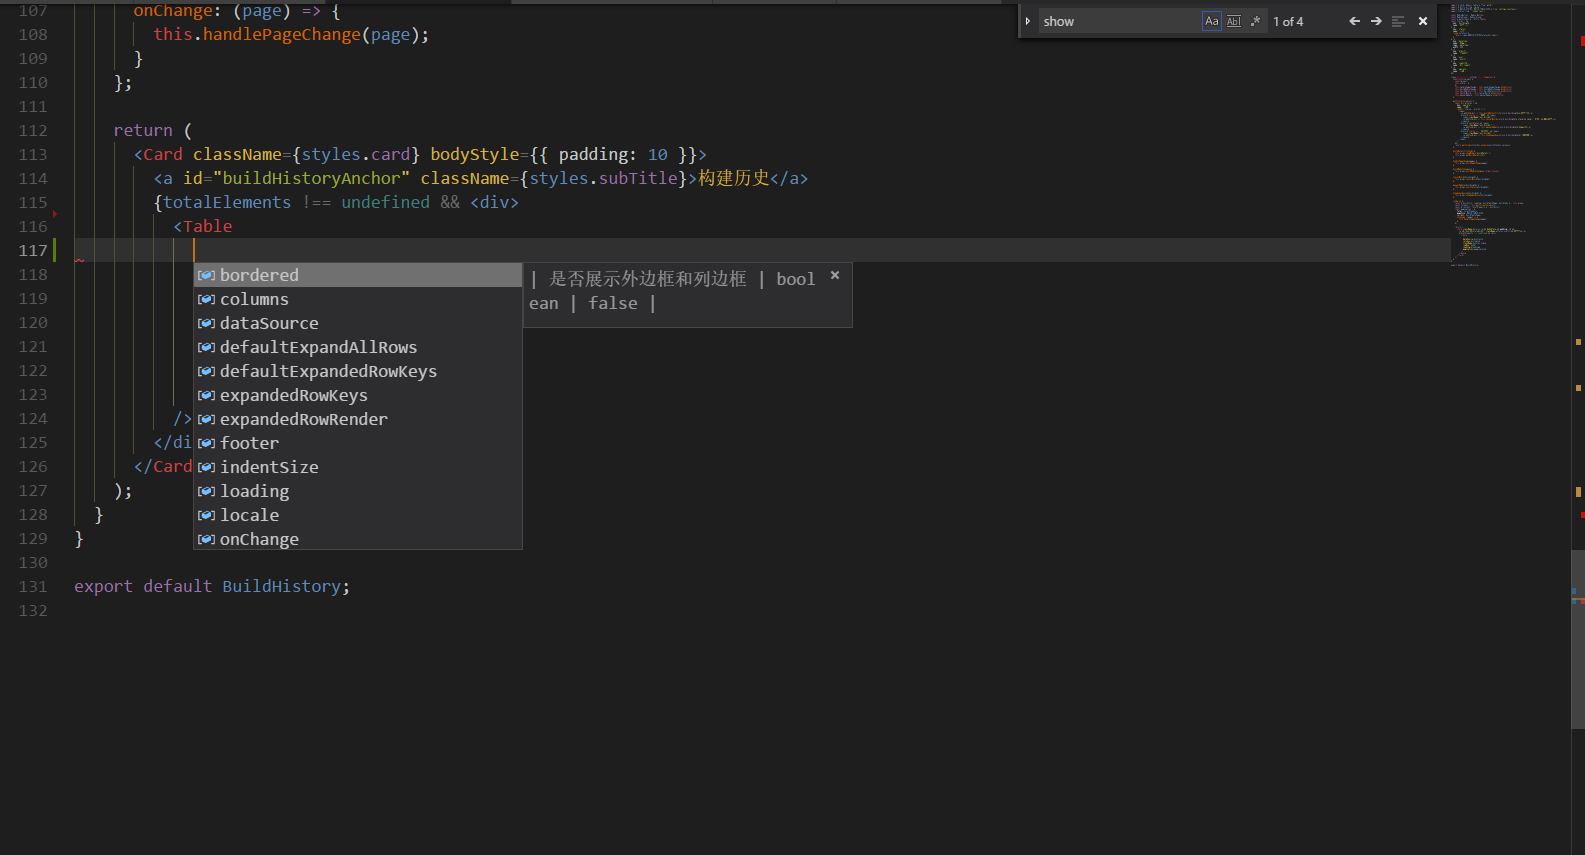 107 onChange: (page) => {
show Aa Abl .* 1 of 4
108 this.handlePageChange(page);
109 }
110 };
111
112 return (
113 <Card className={styles.card} bodyStyle={{ padding: 10 }}>
114 <a id="buildHistoryAnchor" className={styles.subTitle}>构建历史</a>
115 {totalElements !== undefined && <div>
116 <Table
117
118 bordered | 是否展示外边框和列边框 | bool
119 columns ean | false |
120 dataSource
121 defaultExpandAllRows
122 defaultExpandedRowKeys
123 expandedRowKeys
124 /> expandedRowRender
125 </di footer
126 </Card indentSize
127 ); loading
128 } locale
129 } onChange
130
131 export default BuildHistory;
132